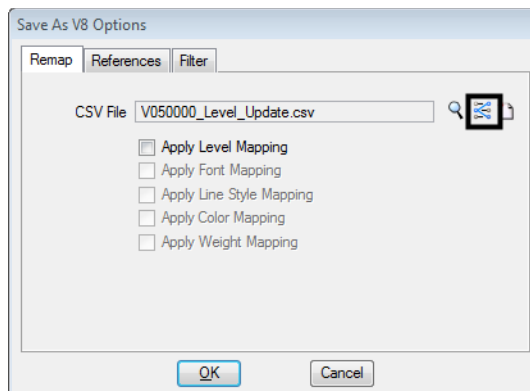 Save As V8 Options
Remap References Filter
CSV File V050000_Level_Update.csv
Apply Level Mapping
Apply Font Mapping
Apply Line Style Mapping
Apply Color Mapping
Apply Weight Mapping
OK Cancel